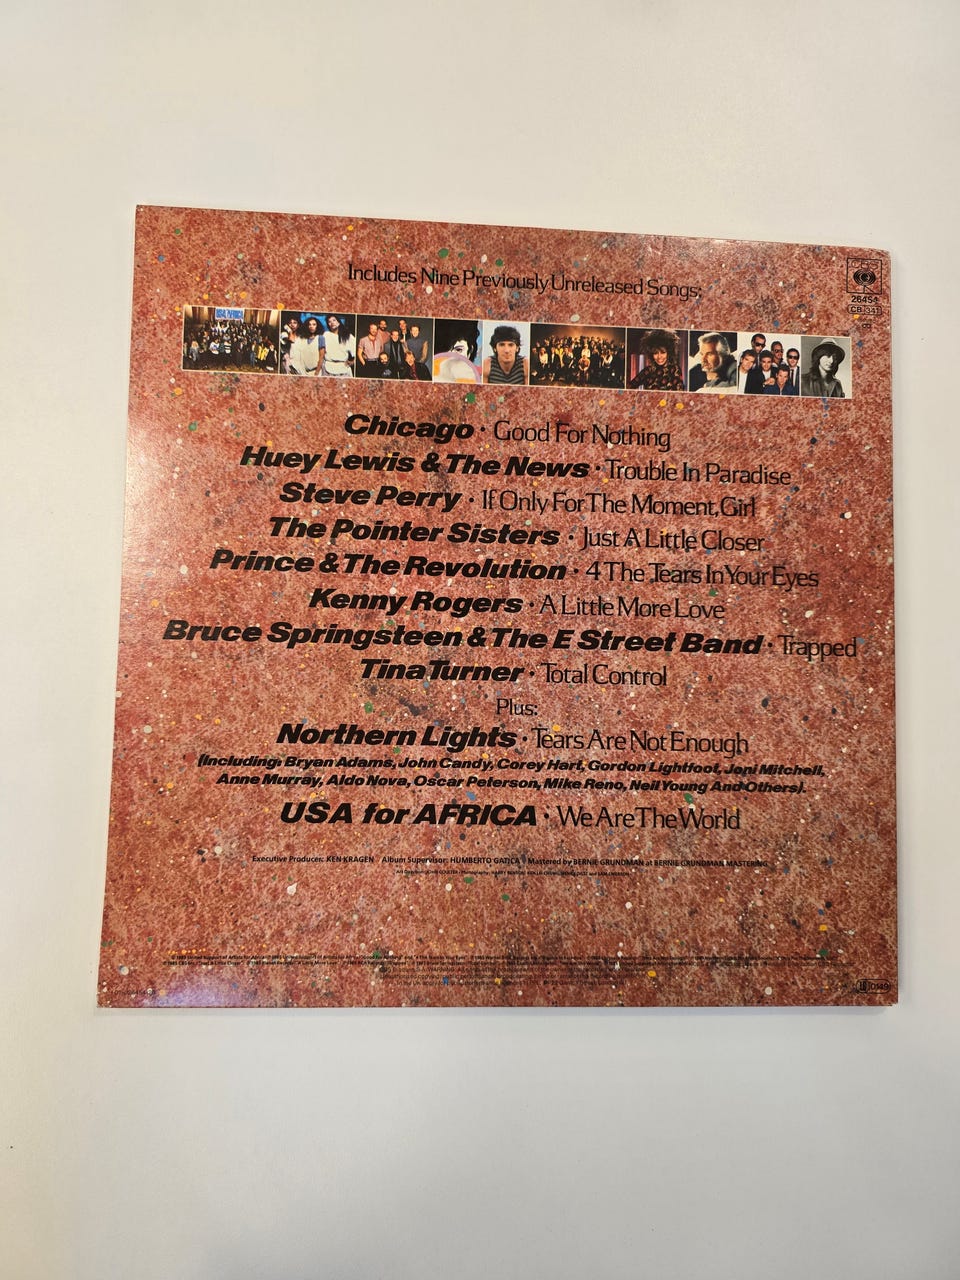 Includes Nine Previously Unreleased Songs:
CBS
26454
CB 341
USA for AFRICA
Chicago · Good For Nothing
Huey Lewis & The News · Trouble In Paradise
Steve Perry · If Only For The Moment, Girl
The Pointer Sisters · Just A Little Closer
Prince & The Revolution · 4 The Tears In Your Eyes
Kenny Rogers · A Little More Love
Bruce Springsteen & The E Street Band · Trapped
Tina Turner · Total Control
Plus:
Northern Lights · Tears Are Not Enough
(Including: Bryan Adams, John Candy, Corey Hart, Gordon Lightfoot, Joni Mitchell,
Anne Murray, Aldo Nova, Oscar Peterson, Mike Reno, Neil Young And Others).
USA for AFRICA · We Are The World
Executive Producer: KEN KRAGEN Album Supervisor: HUMBERTO GATICA Mastered by BERNIE GRUNDMAN at BERNIE GRUNDMAN MASTERING